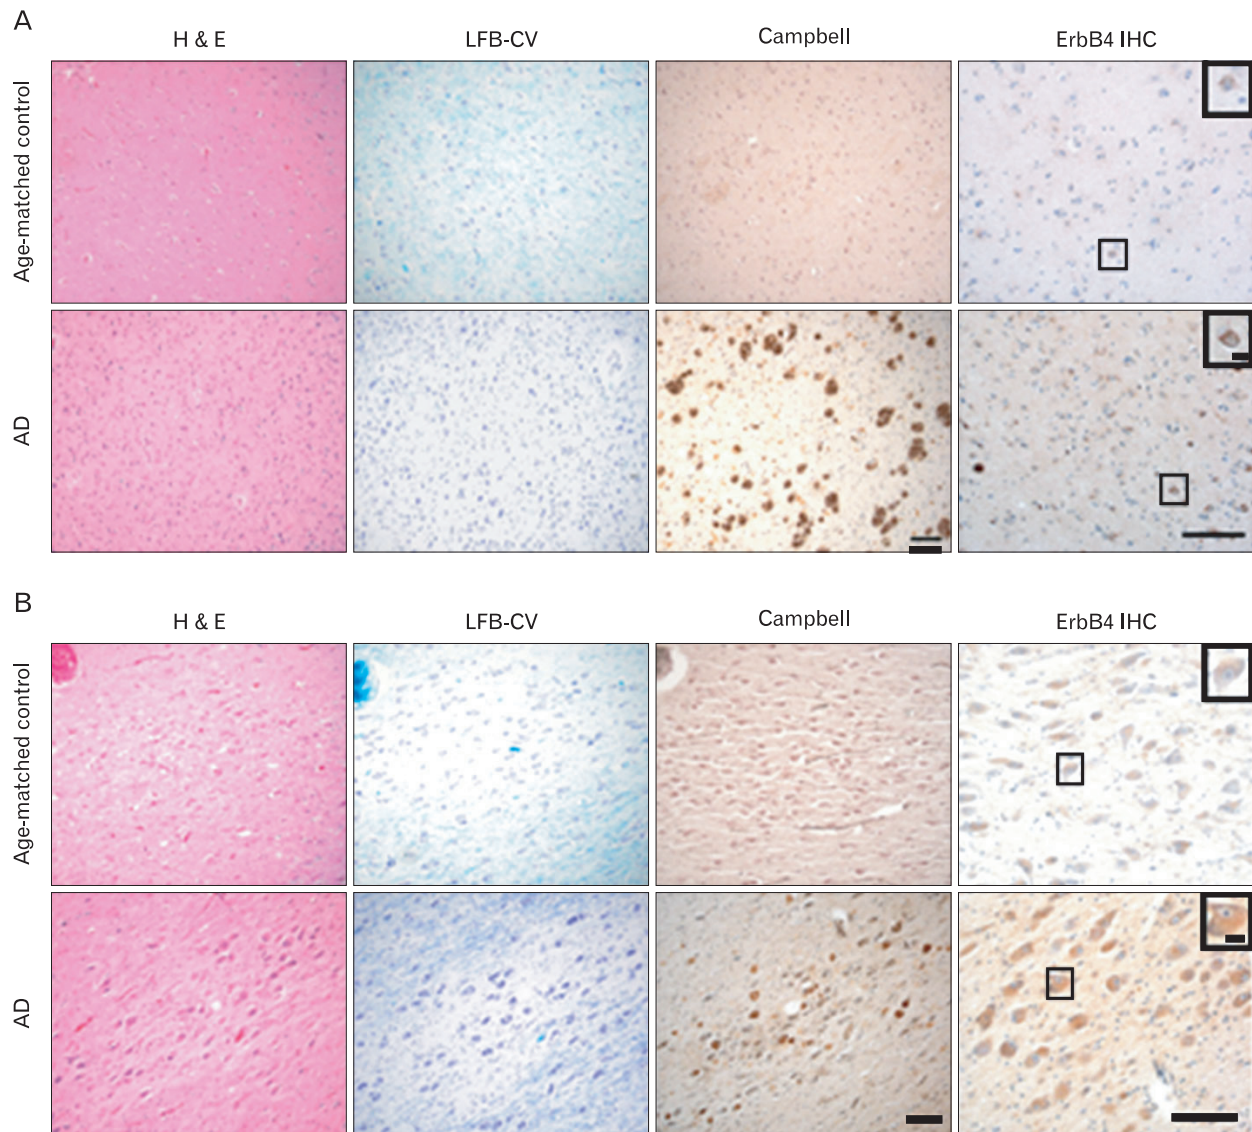 A
H & E
LFB-CV
Campbell
ErbB4 IHC
Age-matched control
AD
B
H & E
LFB-CV
Campbell
ErbB4 IHC
Age-matched control
AD